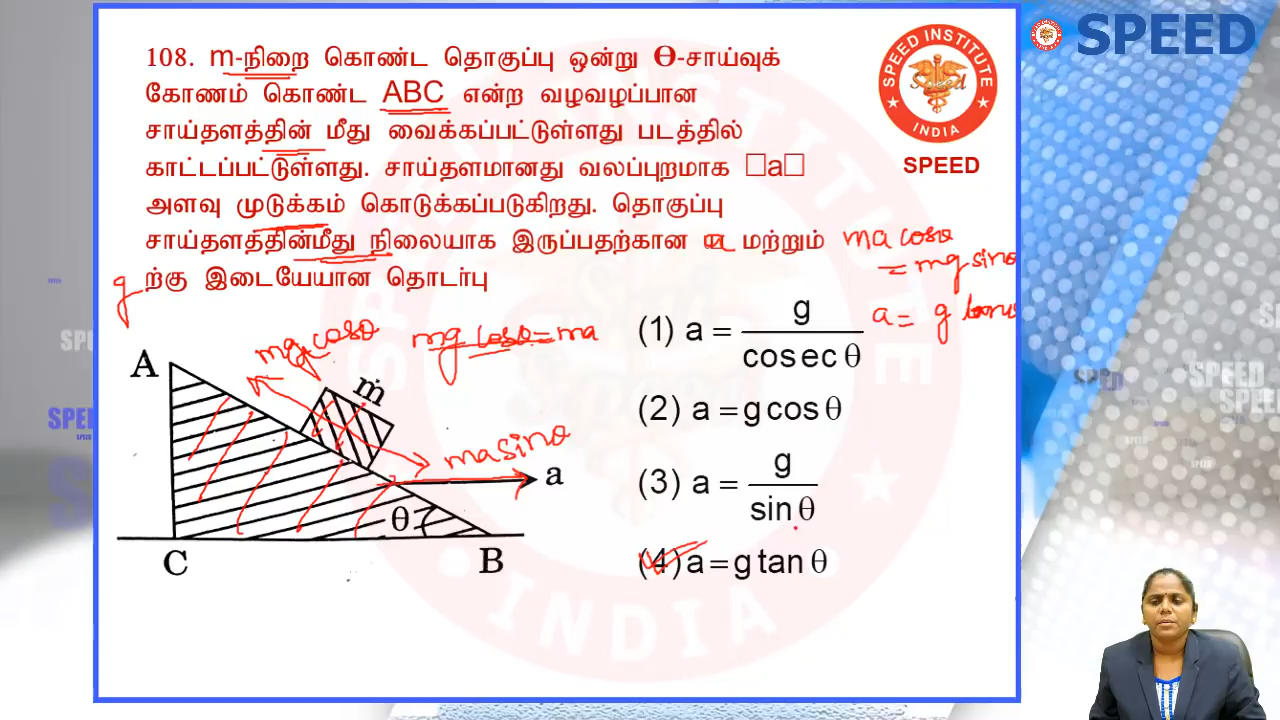 108. m-நிறை கொண்ட தொகுப்பு ஒன்று θ-சாய்வுக்
கோணம் கொண்ட ABC என்ற வழவழப்பான
சாய்தளத்தின் மீது வைக்கப்பட்டுள்ளது படத்தில்
காட்டப்பட்டுள்ளது. சாய்தளமானது வலப்புறமாக □a□
அளவு முடுக்கம் கொடுக்கப்படுகிறது. தொகுப்பு
சாய்தளத்தின்மீது நிலையாக இருப்பதற்கான a மற்றும்
g ற்கு இடையேயான தொடர்பு
ma cosθ
= mg sinθ
a = g tanθ
mg cosθ
mg cosθ = ma
ma sinθ
A
m
a
θ
C
B
(1) a = g / cosec θ
(2) a = g cos θ
(3) a = g / sin θ
(4) a = g tan θ
SPEED INSTITUTE
Speed
INDIA
SPEED
SPEED